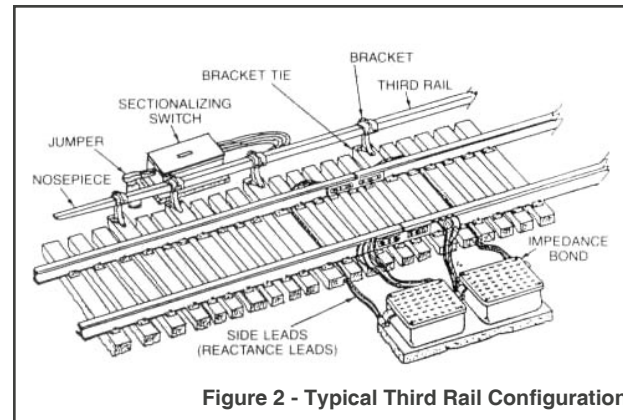 BRACKET
BRACKET TIE
THIRD RAIL
SECTIONALIZING
SWITCH
JUMPER
NOSEPIECE
IMPEDANCE
BOND
SIDE LEADS
(REACTANCE LEADS)
Figure 2 - Typical Third Rail Configuration